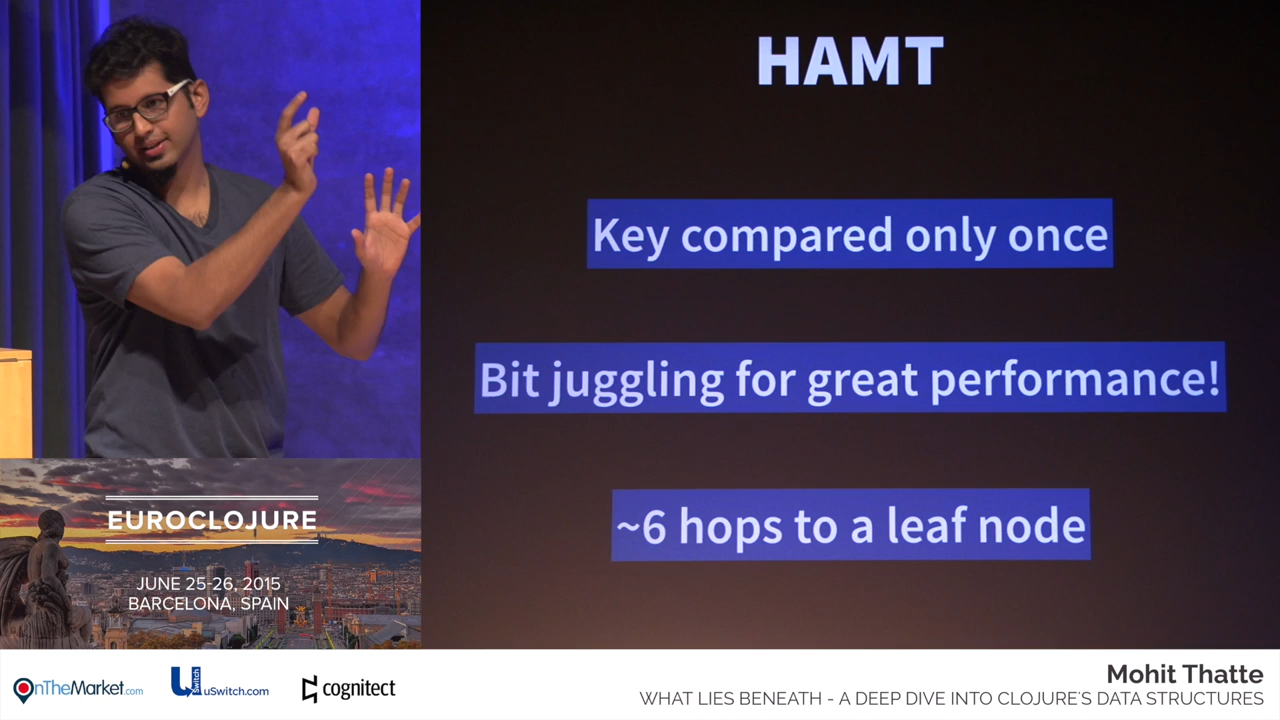 HAMT
Key compared only once
Bit juggling for great performance!
~6 hops to a leaf node
EUROCLOJURE
JUNE 25-26, 2015
BARCELONA, SPAIN
OnTheMarket.com
USwitch
uSwitch.com
cognitect
Mohit Thatte
WHAT LIES BENEATH - A DEEP DIVE INTO CLOJURE'S DATA STRUCTURES